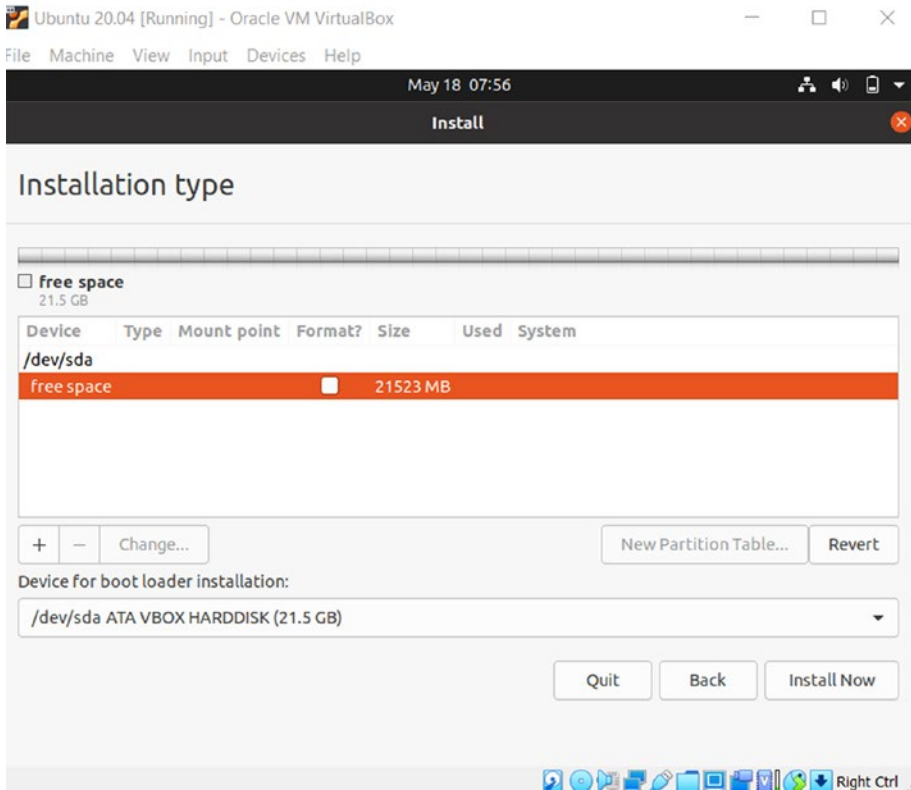 Ubuntu 20.04 [Running] - Oracle VM VirtualBox
File Machine View Input Devices Help
May 18 07:56
Install
Installation type
free space
21.5 GB
Device Type Mount point Format? Size Used System
/dev/sda
free space 21523 MB
+ − Change... New Partition Table... Revert
Device for boot loader installation:
/dev/sda ATA VBOX HARDDISK (21.5 GB)
Quit Back Install Now
Right Ctrl